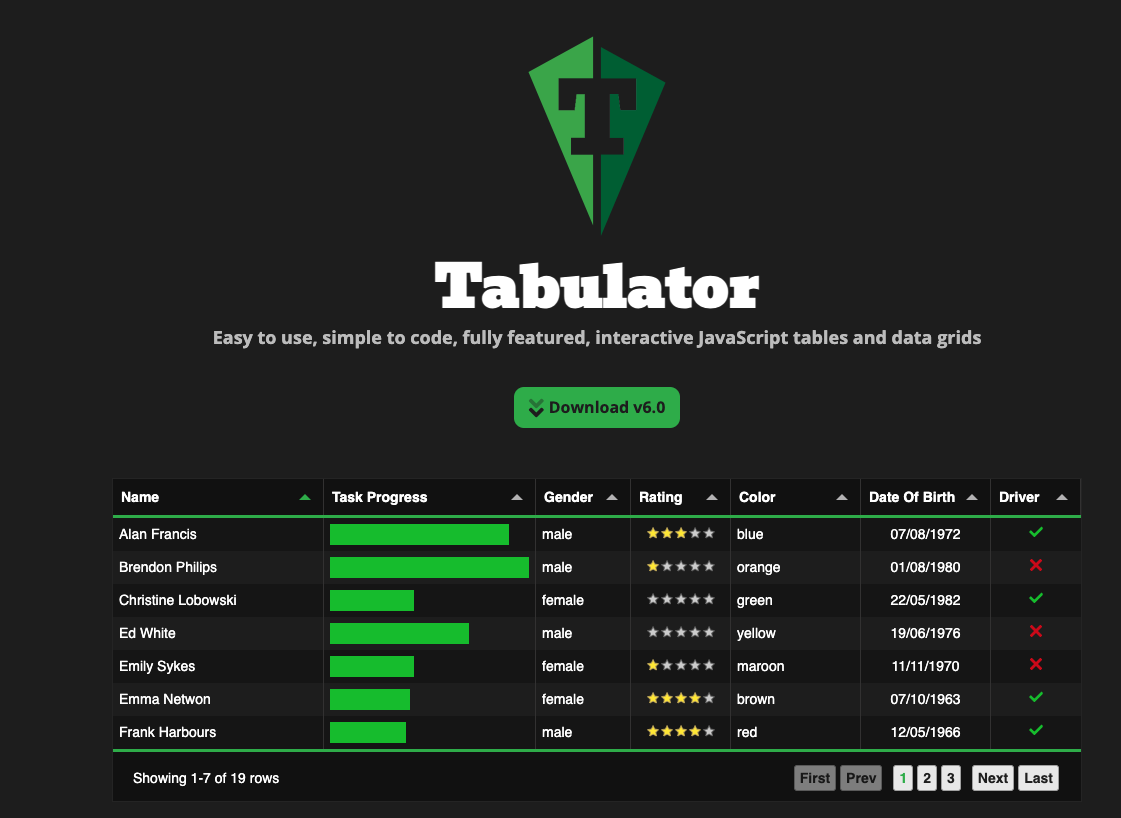 T
Tabulator
Easy to use, simple to code, fully featured, interactive JavaScript tables and data grids
Download v6.0
Name Task Progress Gender Rating Color Date Of Birth Driver
Alan Francis male blue 07/08/1972
Brendon Philips male orange 01/08/1980
Christine Lobowski female green 22/05/1982
Ed White male yellow 19/06/1976
Emily Sykes female maroon 11/11/1970
Emma Netwon female brown 07/10/1963
Frank Harbours male red 12/05/1966
Showing 1-7 of 19 rows First Prev 1 2 3 Next Last